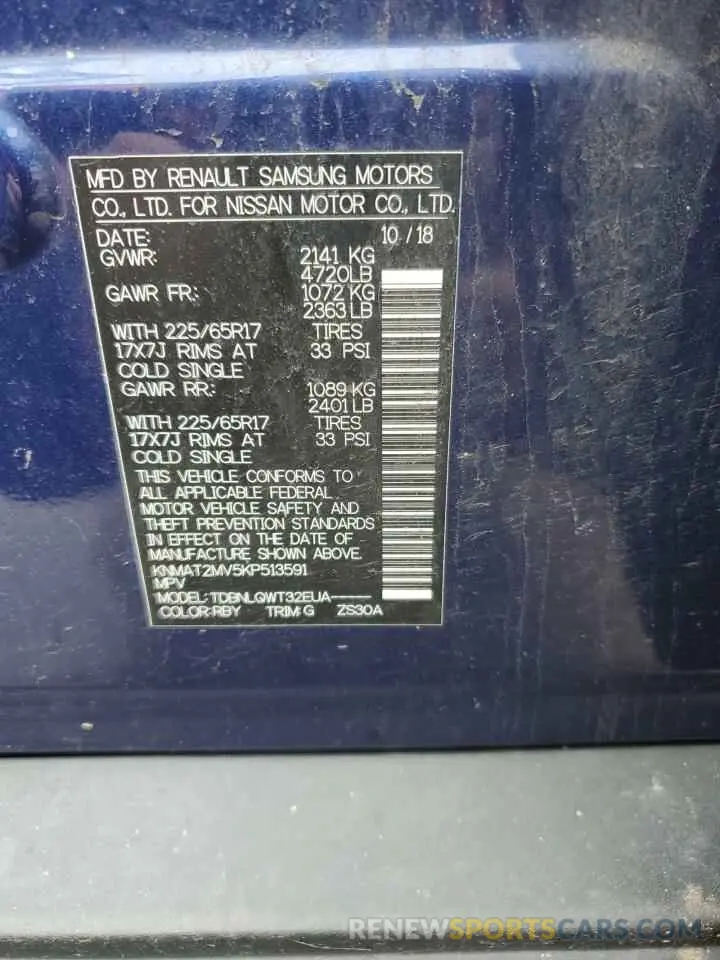 MFD BY RENAULT SAMSUNG MOTORS
CO., LTD. FOR NISSAN MOTOR CO., LTD.
DATE: 10 / 18
GVWR: 2141 KG
4720LB
GAWR FR.: 1072 KG
2363 LB
WITH 225/65R17 TIRES
17X7J RIMS AT 33 PSI
COLD SINGLE
GAWR RR.: 1089 KG
2401 LB
WITH 225/65R17 TIRES
17X7J RIMS AT 33 PSI
COLD SINGLE
THIS VEHICLE CONFORMS TO
ALL APPLICABLE FEDERAL
MOTOR VEHICLE SAFETY AND
THEFT PREVENTION STANDARDS
IN EFFECT ON THE DATE OF
MANUFACTURE SHOWN ABOVE.
KNMAT2MV5KP513591
MPV
MODEL: TDBNLQWT32EUA-----
COLOR:RBY TRIM:G ZS30A
RENEWSPORTSCARS.COM